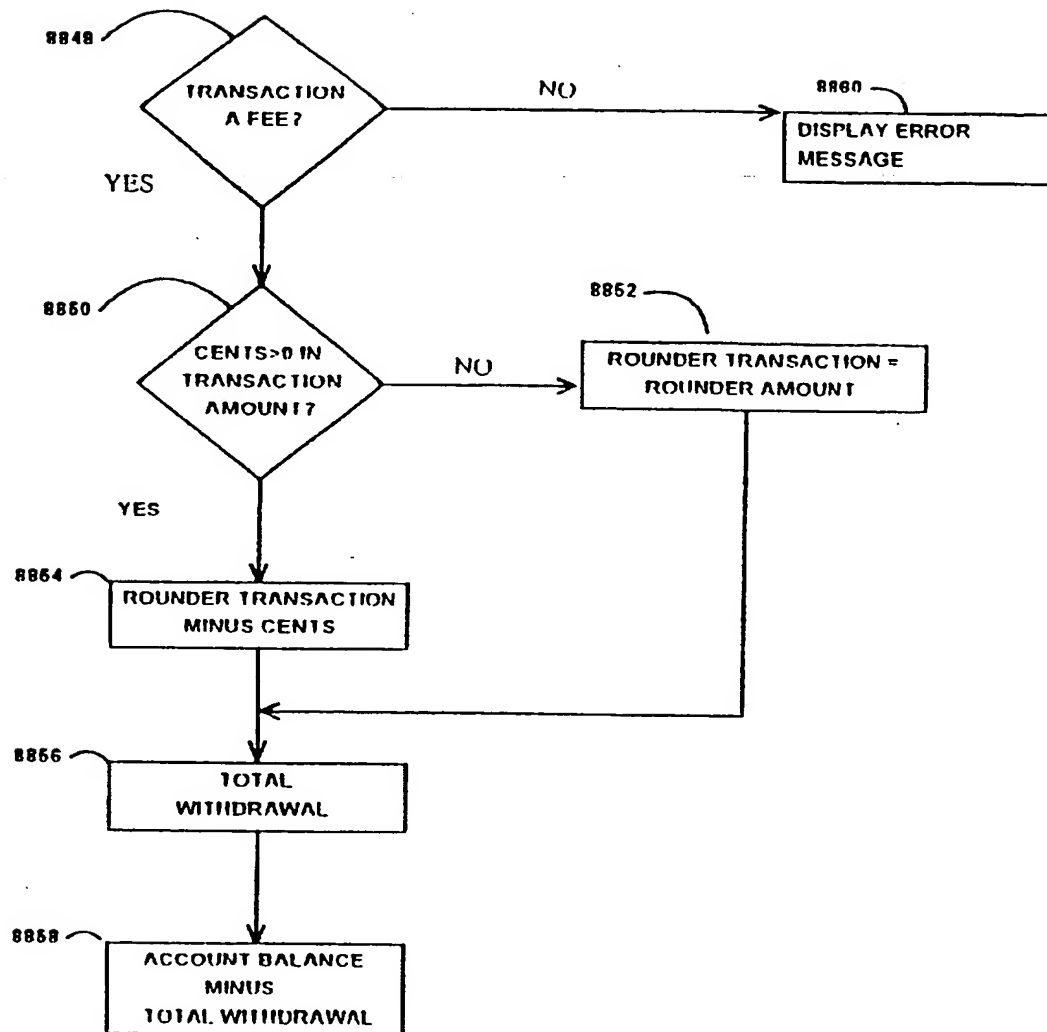 8848
TRANSACTION
A FEE?
NO
8860
DISPLAY ERROR
MESSAGE
YES
8850
CENTS>0 IN
TRANSACTION
AMOUNT?
NO
8852
ROUNDER TRANSACTION =
ROUNDER AMOUNT
YES
8854
ROUNDER TRANSACTION
MINUS CENTS
8856
TOTAL
WITHDRAWAL
8858
ACCOUNT BALANCE
MINUS
TOTAL WITHDRAWAL